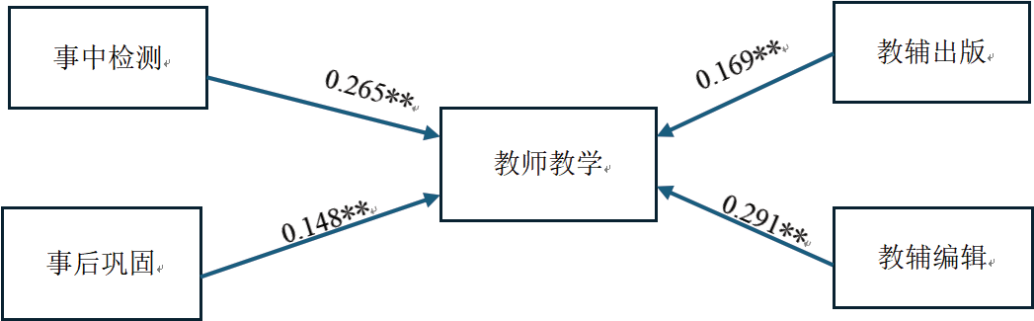 事中检测
教辅出版
0.265**
0.169**
教师教学
0.148**
0.291**
事后巩固
教辅编辑